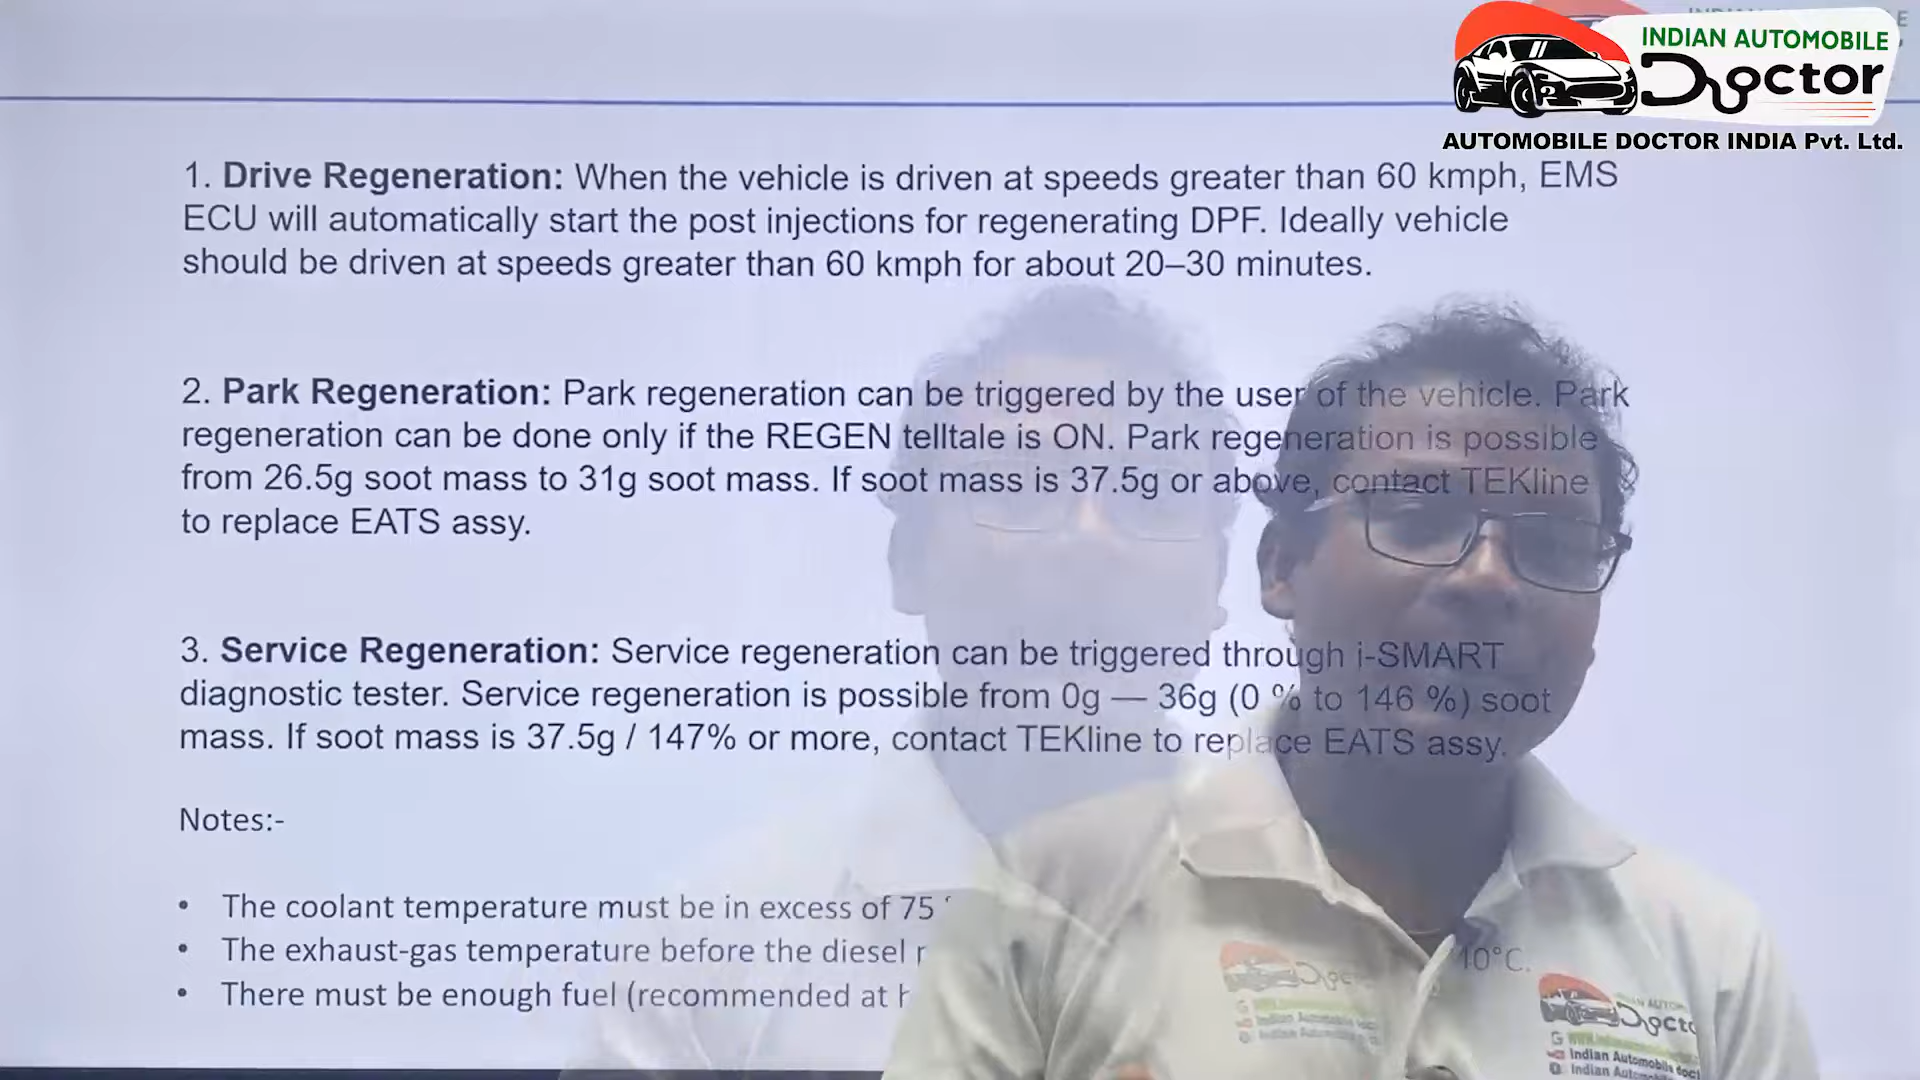 INDIAN AUTOMOBILE
Doctor
AUTOMOBILE DOCTOR INDIA Pvt. Ltd.
1. Drive Regeneration: When the vehicle is driven at speeds greater than 60 kmph, EMS
ECU will automatically start the post injections for regenerating DPF. Ideally vehicle
should be driven at speeds greater than 60 kmph for about 20–30 minutes.
2. Park Regeneration: Park regeneration can be triggered by the user of the vehicle. Park
regeneration can be done only if the REGEN telltale is ON. Park regeneration is possible
from 26.5g soot mass to 31g soot mass. If soot mass is 37.5g or above, contact TEKline
to replace EATS assy.
3. Service Regeneration: Service regeneration can be triggered through i-SMART
diagnostic tester. Service regeneration is possible from 0g — 36g (0 % to 146 %) soot
mass. If soot mass is 37.5g / 147% or more, contact TEKline to replace EATS assy.
Notes:-
• The coolant temperature must be in excess of 75
• The exhaust-gas temperature before the diesel
• There must be enough fuel (recommended at
Indian Automobile
Indian